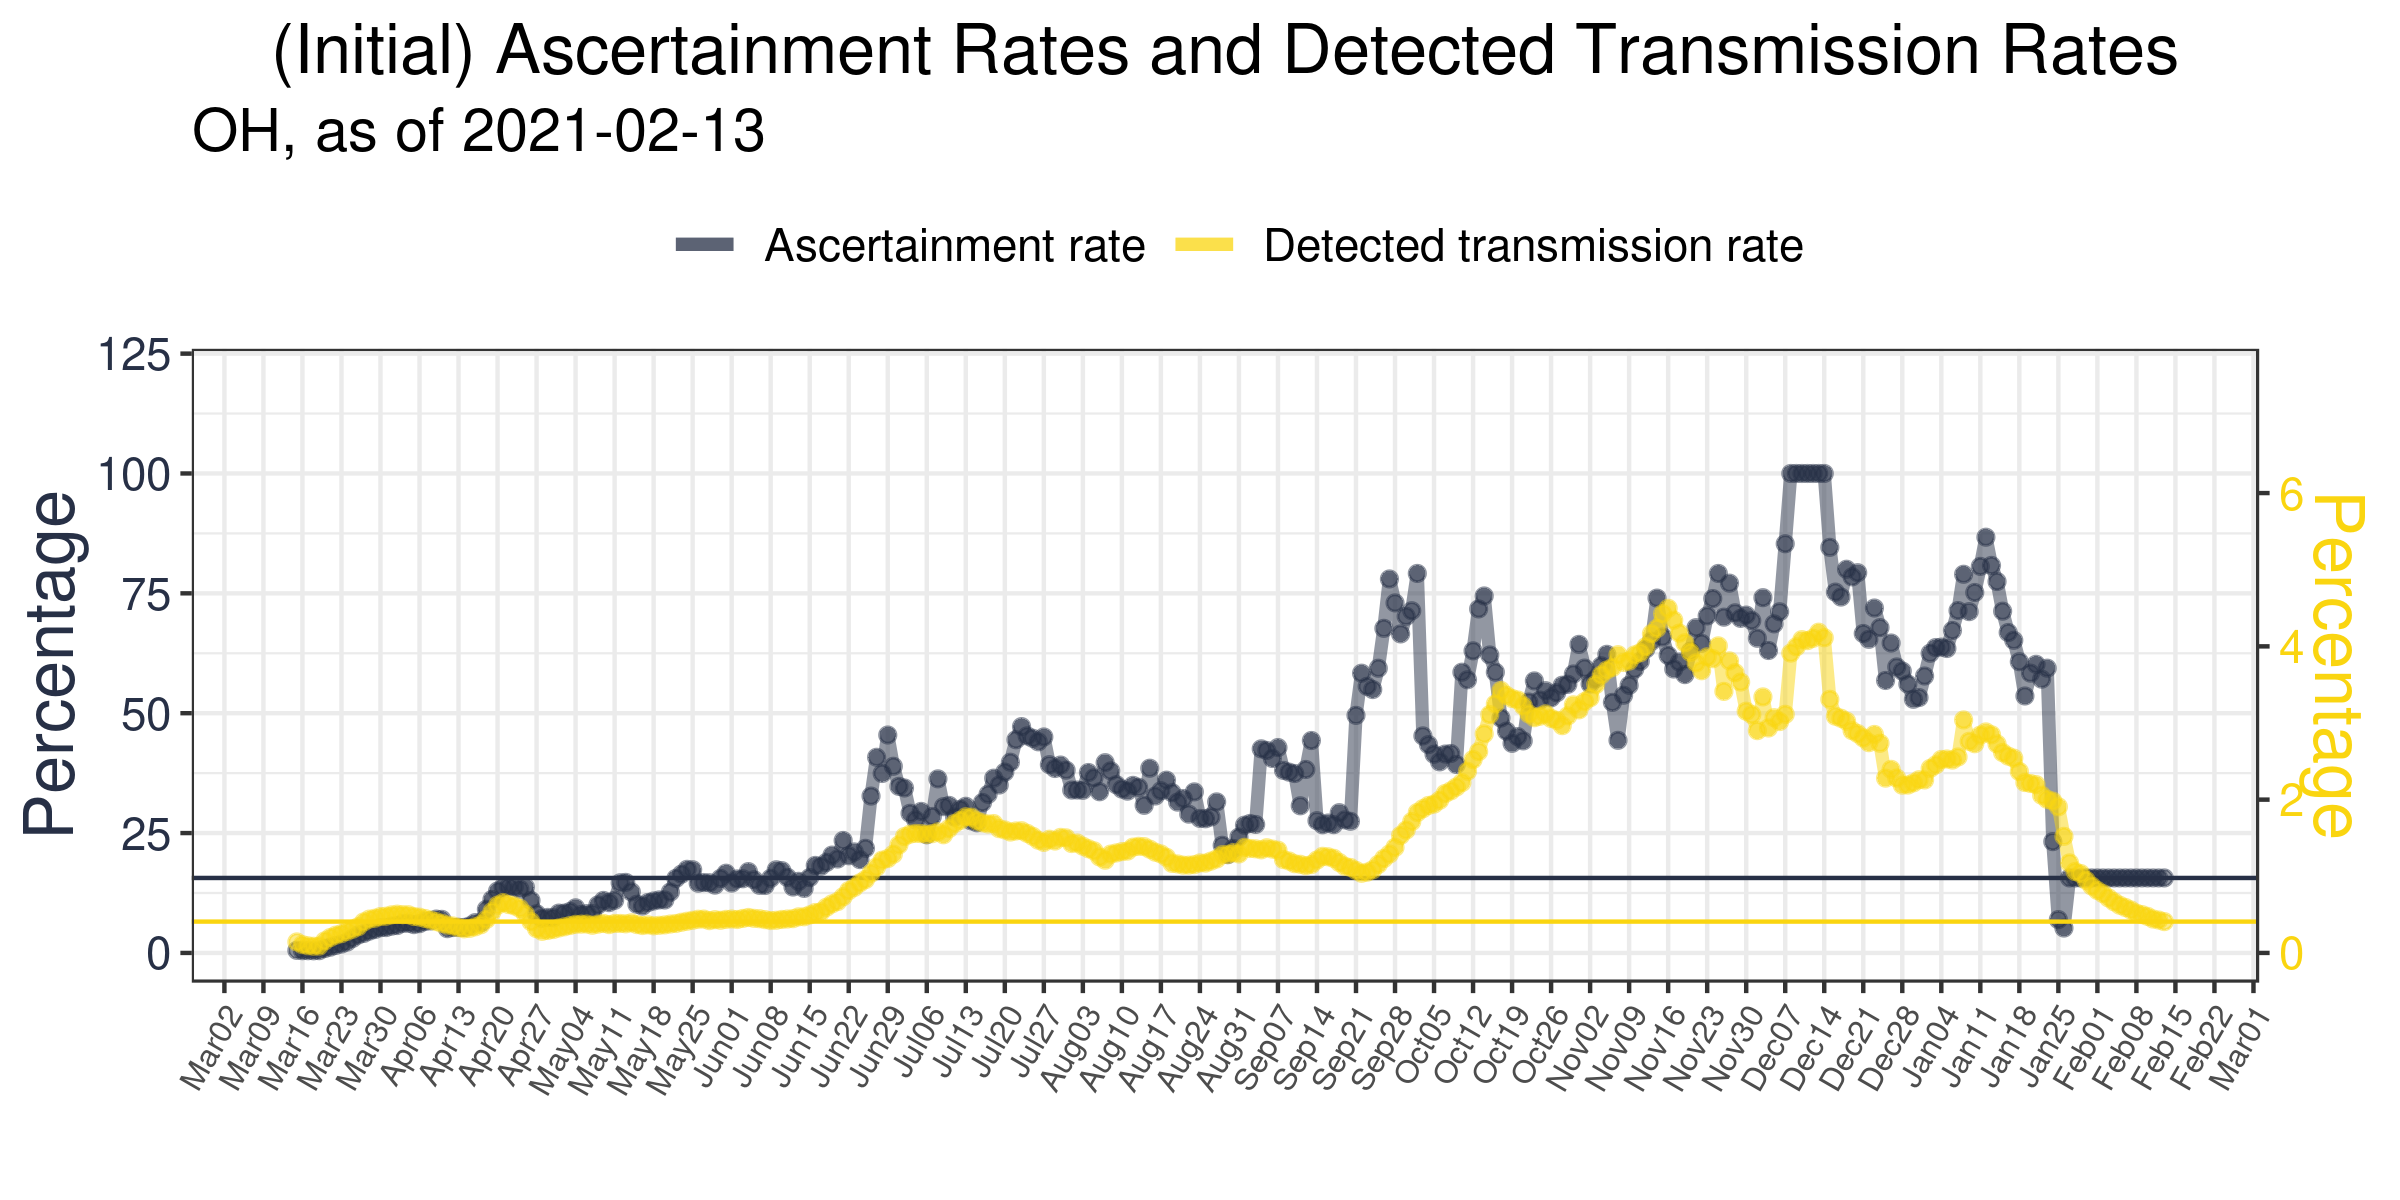 (Initial) Ascertainment Rates and Detected Transmission Rates
OH, as of 2021-02-13
Ascertainment rate
Detected transmission rate
Percentage
125
100
75
50
25
0
Percentage
6
4
2
0
Mar02
Mar09
Mar16
Mar23
Mar30
Apr06
Apr13
Apr20
Apr27
May04
May11
May18
May25
Jun01
Jun08
Jun15
Jun22
Jun29
Jul06
Jul13
Jul20
Jul27
Aug03
Aug10
Aug17
Aug24
Aug31
Sep07
Sep14
Sep21
Sep28
Oct05
Oct12
Oct19
Oct26
Nov02
Nov09
Nov16
Nov23
Nov30
Dec07
Dec14
Dec21
Dec28
Jan04
Jan11
Jan18
Jan25
Feb01
Feb08
Feb15
Feb22
Mar01